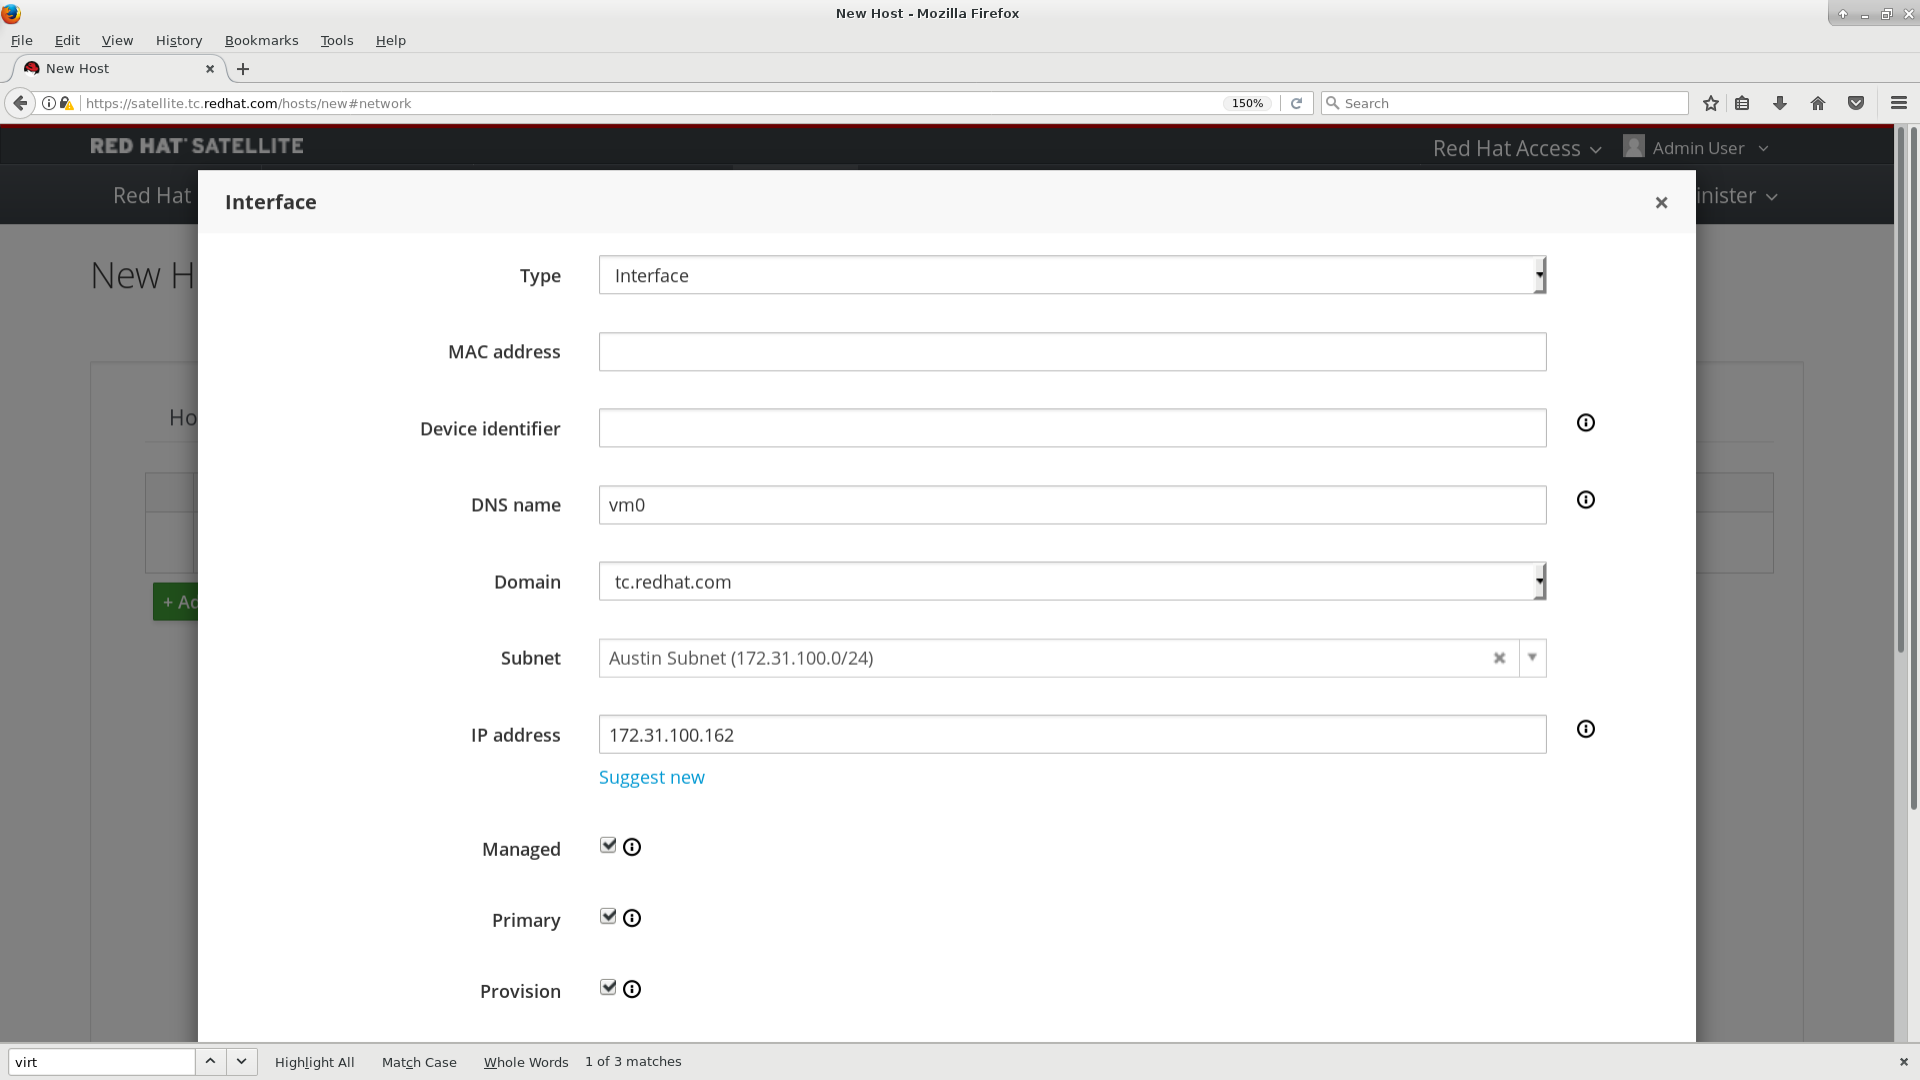 New Host - Mozilla Firefox
File Edit View History Bookmarks Tools Help
New Host
https://satellite.tc.redhat.com/hosts/new#network 150% Search
RED HAT SATELLITE Red Hat Access Admin User
Red Hat inister
Interface
New H
Type Interface
MAC address
Ho
Device identifier
DNS name vm0
Domain tc.redhat.com
+ Ad
Subnet Austin Subnet (172.31.100.0/24)
IP address 172.31.100.162
Suggest new
Managed
Primary
Provision
virt Highlight All Match Case Whole Words 1 of 3 matches